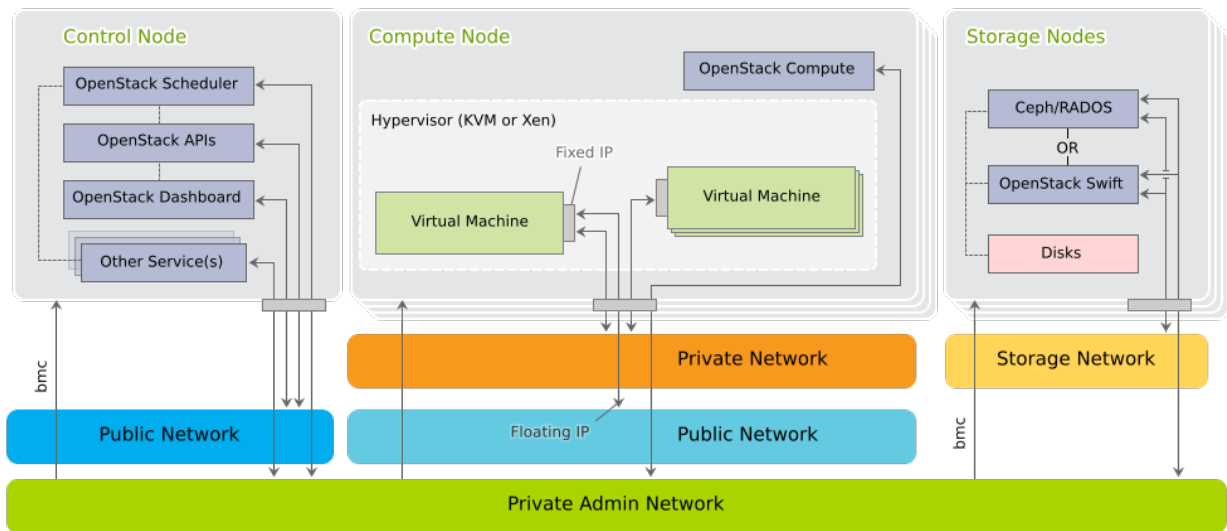 Control Node
OpenStack Scheduler
OpenStack APIs
OpenStack Dashboard
Other Service(s)
Compute Node
OpenStack Compute
Hypervisor (KVM or Xen)
Fixed IP
Virtual Machine
Virtual Machine
Storage Nodes
Ceph/RADOS
OR
OpenStack Swift
Disks
bmc
Private Network
Storage Network
Public Network
Floating IP
Public Network
bmc
Private Admin Network